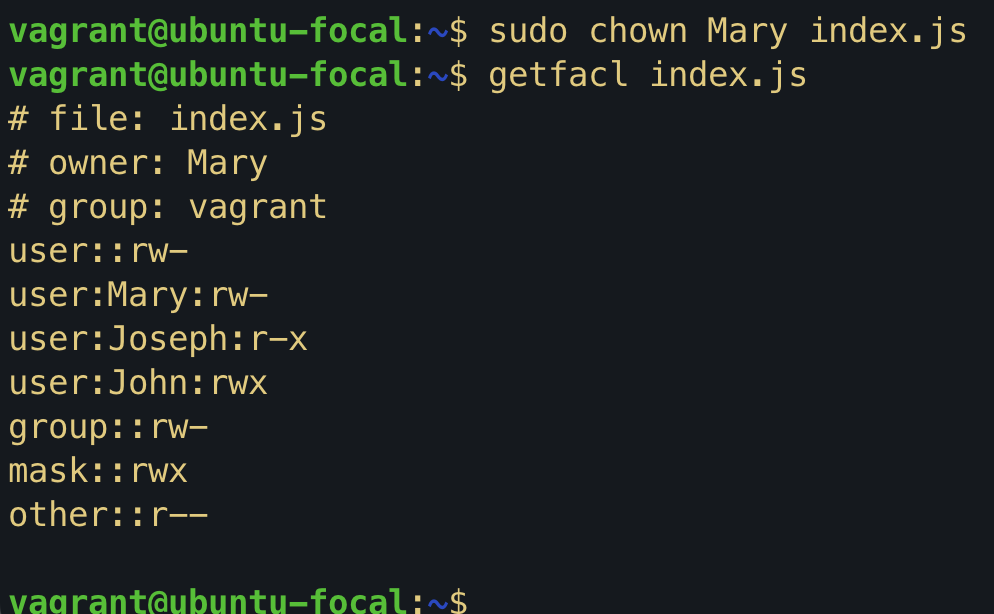 vagrant@ubuntu-focal:~$ sudo chown Mary index.js
vagrant@ubuntu-focal:~$ getfacl index.js
# file: index.js
# owner: Mary
# group: vagrant
user::rw-
user:Mary:rw-
user:Joseph:r-x
user:John:rwx
group::rw-
mask::rwx
other::r--
vagrant@ubuntu-focal:~$